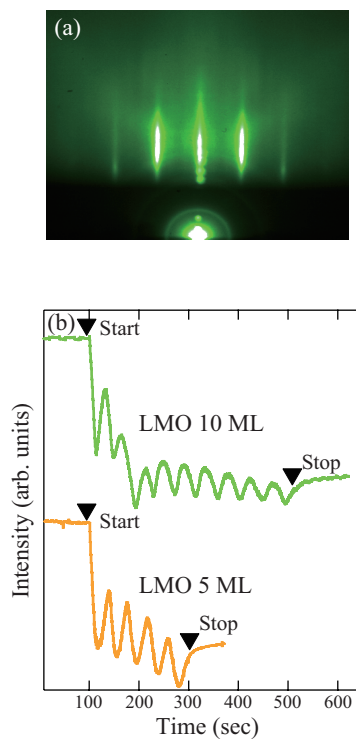 (a)
(b)
Start
LMO 10 ML
Stop
Start
LMO 5 ML
Stop
Intensity (arb. units)
100 200 300 400 500 600
Time (sec)